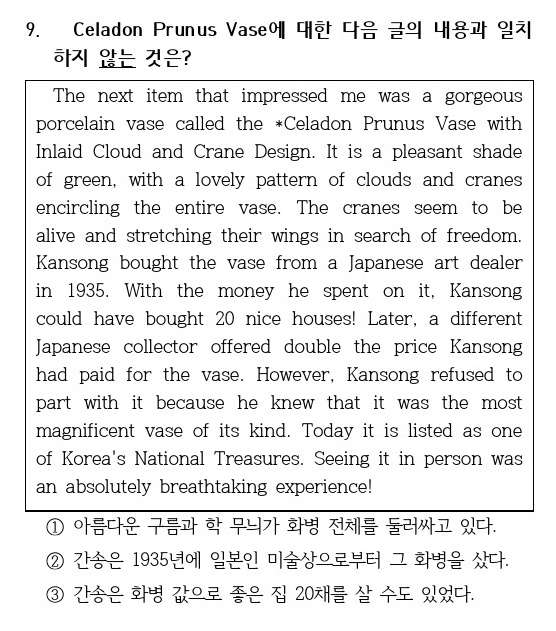 9. Celadon Prunus Vase에 대한 다음 글의 내용과 일치
하지 않는 것은?
The next item that impressed me was a gorgeous
porcelain vase called the *Celadon Prunus Vase with
Inlaid Cloud and Crane Design. It is a pleasant shade
of green, with a lovely pattern of clouds and cranes
encircling the entire vase. The cranes seem to be
alive and stretching their wings in search of freedom.
Kansong bought the vase from a Japanese art dealer
in 1935. With the money he spent on it, Kansong
could have bought 20 nice houses! Later, a different
Japanese collector offered double the price Kansong
had paid for the vase. However, Kansong refused to
part with it because he knew that it was the most
magnificent vase of its kind. Today it is listed as one
of Korea's National Treasures. Seeing it in person was
an absolutely breathtaking experience!
① 아름다운 구름과 학 무늬가 화병 전체를 둘러싸고 있다.
② 간송은 1935년에 일본인 미술상으로부터 그 화병을 샀다.
③ 간송은 화병 값으로 좋은 집 20채를 살 수도 있었다.